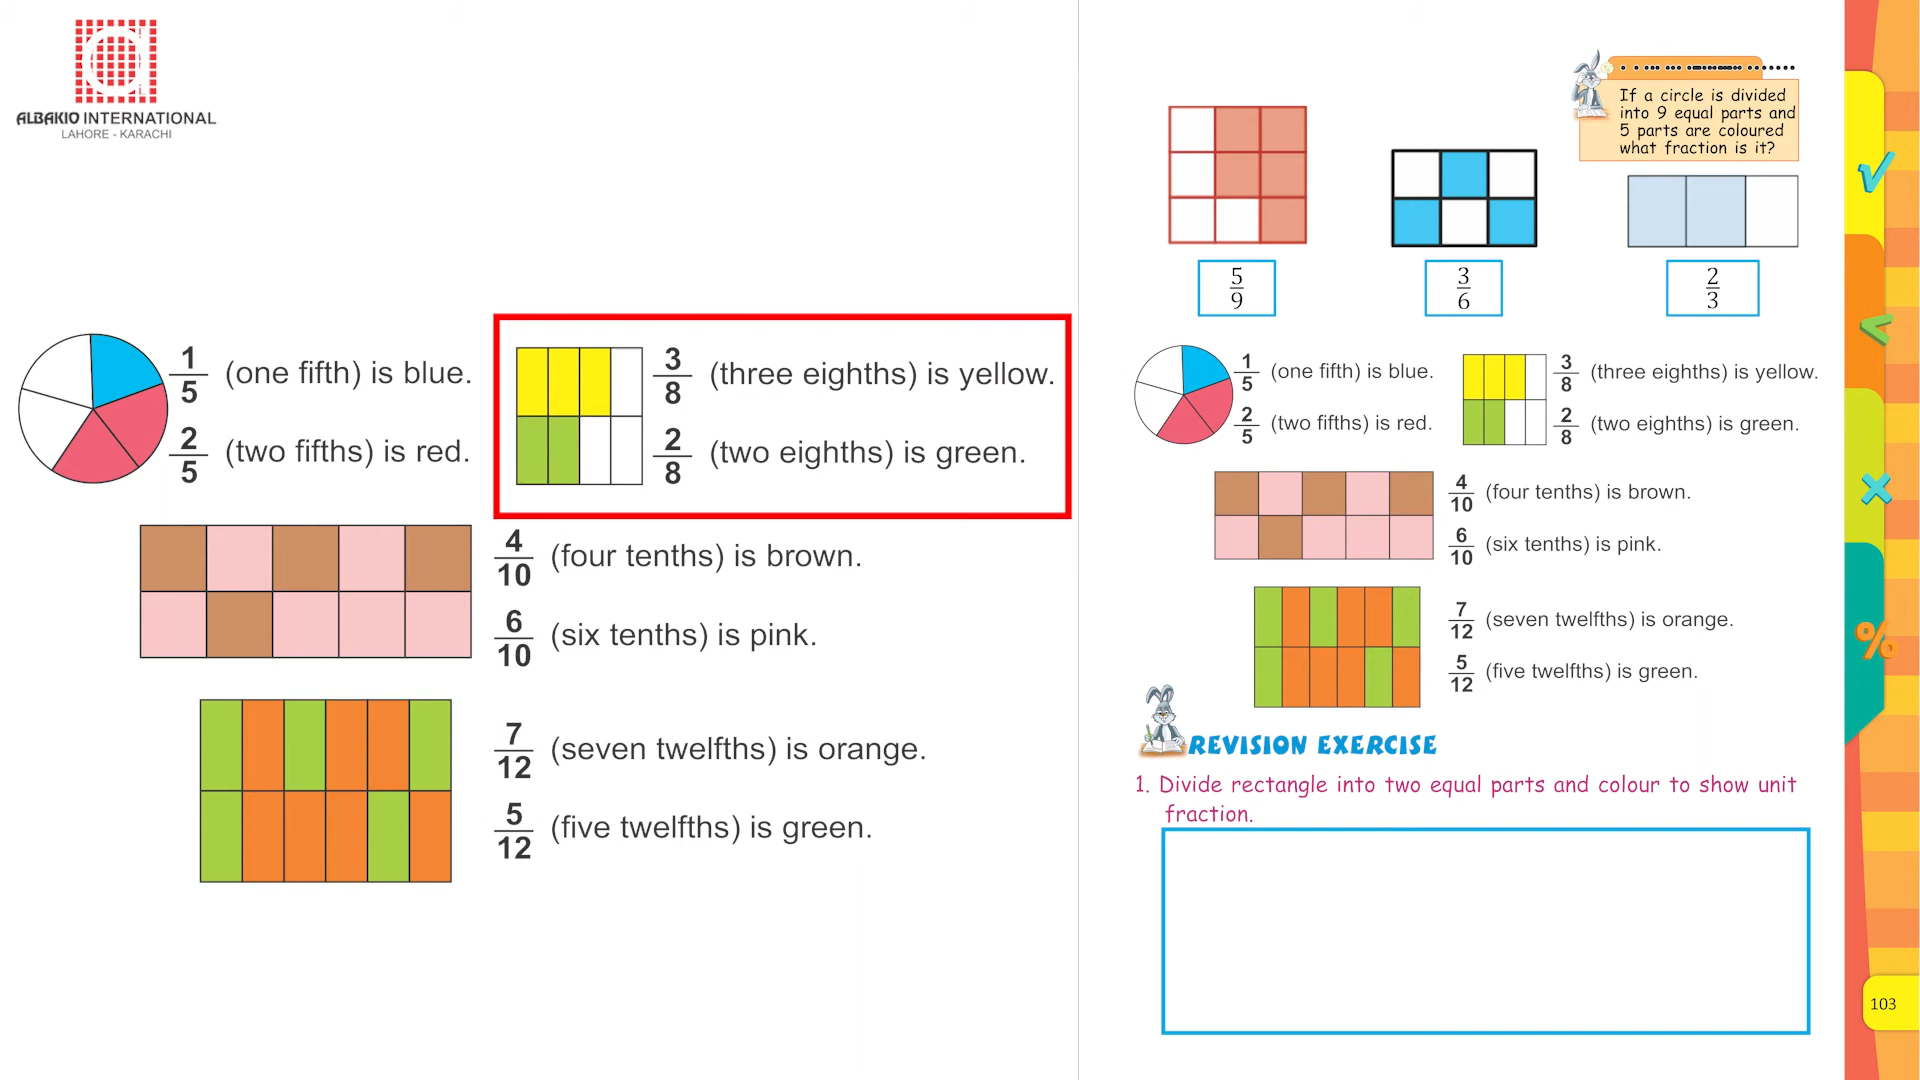 ALBAKIO INTERNATIONAL
LAHORE - KARACHI
1/5 (one fifth) is blue.
2/5 (two fifths) is red.
3/8 (three eighths) is yellow.
2/8 (two eighths) is green.
4/10 (four tenths) is brown.
6/10 (six tenths) is pink.
7/12 (seven twelfths) is orange.
5/12 (five twelfths) is green.
If a circle is divided
into 9 equal parts and
5 parts are coloured
what fraction is it?
5/9
3/6
2/3
1/5 (one fifth) is blue.
2/5 (two fifths) is red.
3/8 (three eighths) is yellow.
2/8 (two eighths) is green.
4/10 (four tenths) is brown.
6/10 (six tenths) is pink.
7/12 (seven twelfths) is orange.
5/12 (five twelfths) is green.
REVISION EXERCISE
1. Divide rectangle into two equal parts and colour to show unit
fraction.
√
<
×
%
103